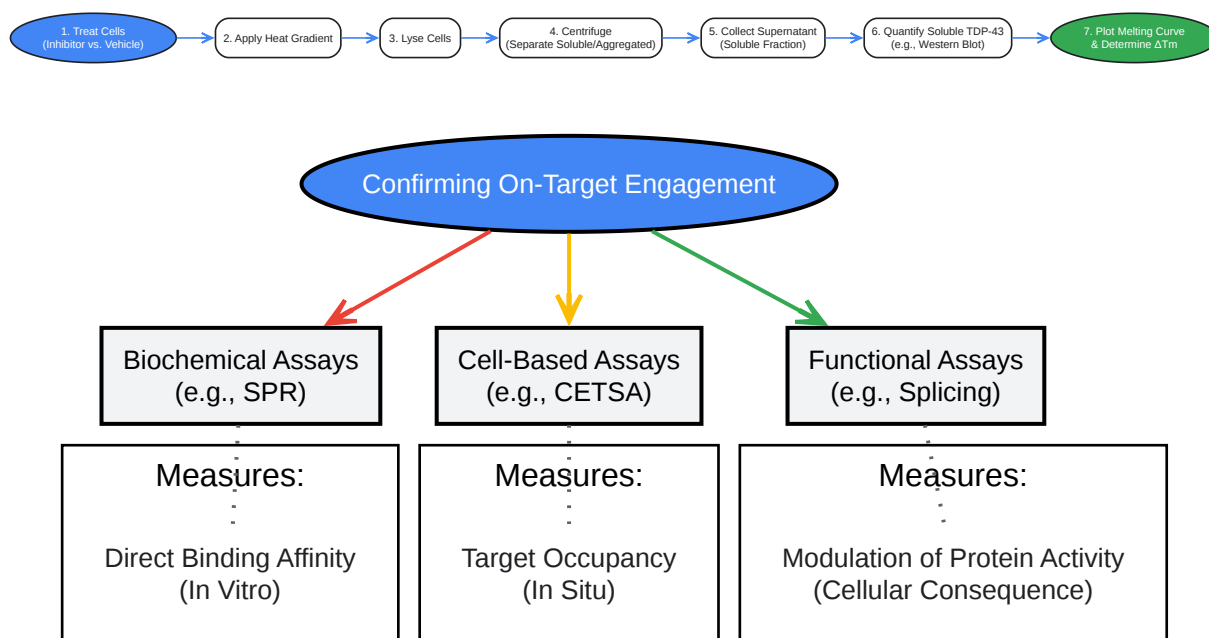 1. Treat Cells
(Inhibitor vs. Vehicle)
2. Apply Heat Gradient
3. Lyse Cells
4. Centrifuge
(Separate Soluble/Aggregated)
5. Collect Supernatant
(Soluble Fraction)
6. Quantify Soluble TDP-43
(e.g., Western Blot)
7. Plot Melting Curve
& Determine ΔTm
Confirming On-Target Engagement
Biochemical Assays
(e.g., SPR)
Cell-Based Assays
(e.g., CETSA)
Functional Assays
(e.g., Splicing)
Measures:
Direct Binding Affinity
(In Vitro)
Measures:
Target Occupancy
(In Situ)
Measures:
Modulation of Protein Activity
(Cellular Consequence)